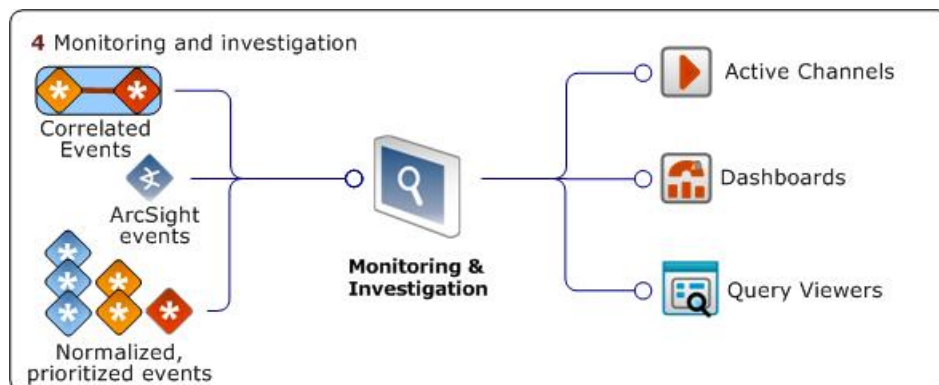 4 Monitoring and investigation
Correlated
Events
ArcSight
events
Normalized,
prioritized events
Monitoring &
Investigation
Active Channels
Dashboards
Query Viewers